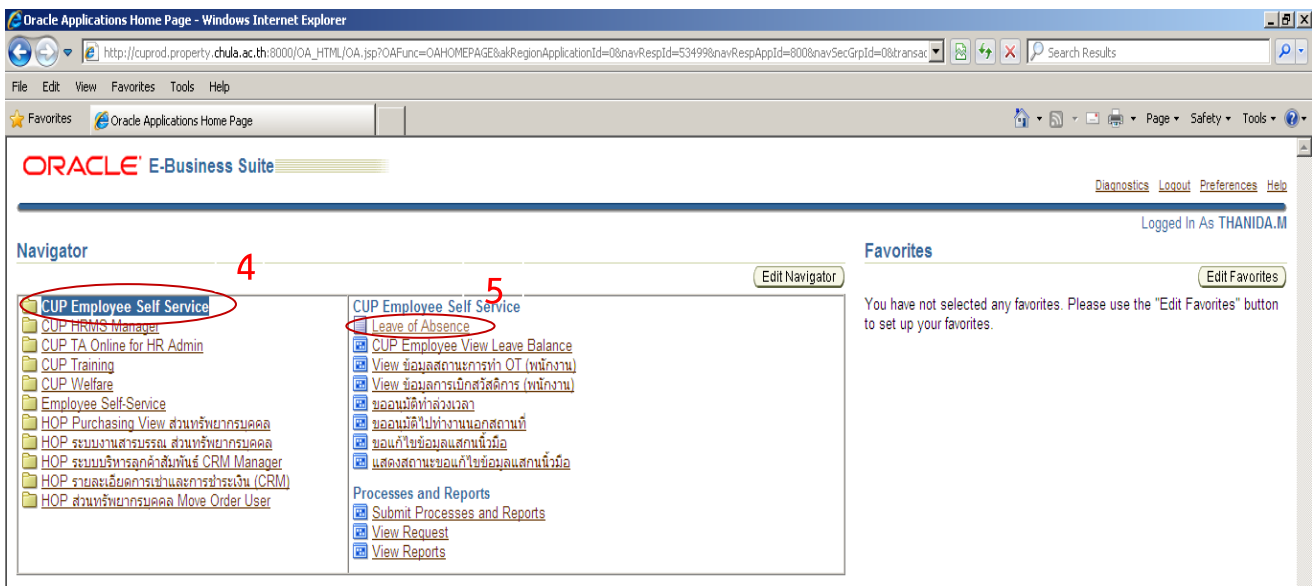 Oracle Applications Home Page - Windows Internet Explorer
http://cuprod.property.chula.ac.th:8000/OA_HTML/OA.jsp?OAFunc=OAHOMEPAGE&akRegionApplicationId=0&navRespId=53499&navRespAppId=800&navSecGrpId=0&transac
Search Results
File Edit View Favorites Tools Help
Favorites Oracle Applications Home Page Page Safety Tools
ORACLE E-Business Suite
Diagnostics Logout Preferences Help
Logged In As THANIDA.M
Navigator
4
Edit Navigator
5
CUP Employee Self Service
CUP HRMS Manager
CUP TA Online for HR Admin
CUP Training
CUP Welfare
Employee Self-Service
HOP Purchasing View ส่วนทรัพยากรบุคคล
HOP ระบบงานสารบรรณ ส่วนทรัพยากรบุคคล
HOP ระบบบริหารลูกค้าสัมพันธ์ CRM Manager
HOP รายละเอียดการเช่าและการชำระเงิน (CRM)
HOP ส่วนทรัพยากรบุคคล Move Order User
CUP Employee Self Service
Leave of Absence
CUP Employee View Leave Balance
View ข้อมูลสถานะการทำ OT (พนักงาน)
View ข้อมูลการเบิกสวัสดิการ (พนักงาน)
ขออนุมัติทำล่วงเวลา
ขออนุมัติไปทำงานนอกสถานที่
ขอแก้ไขข้อมูลแสกนนิ้วมือ
แสดงสถานะขอแก้ไขข้อมูลแสกนนิ้วมือ
Processes and Reports
Submit Processes and Reports
View Request
View Reports
Favorites
Edit Favorites
You have not selected any favorites. Please use the "Edit Favorites" button
to set up your favorites.